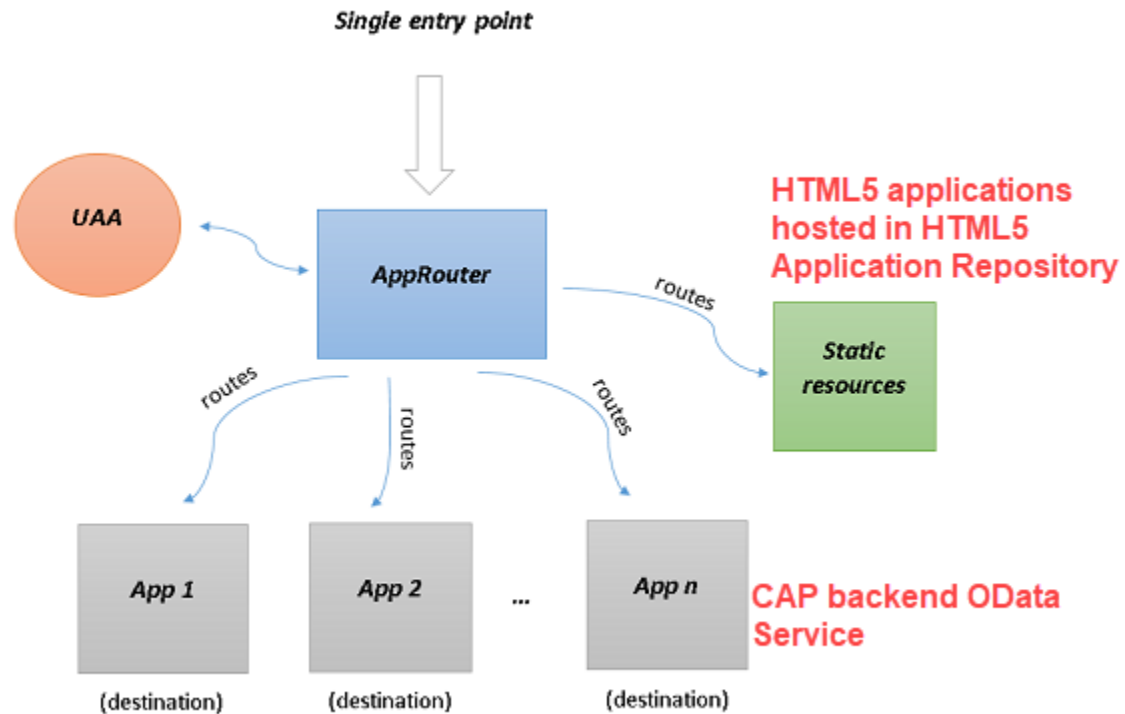 Single entry point
UAA
AppRouter
HTML5 applications
hosted in HTML5
Application Repository
routes
Static
resources
routes
routes
routes
App 1
App 2
...
App n
CAP backend OData
Service
(destination)
(destination)
(destination)